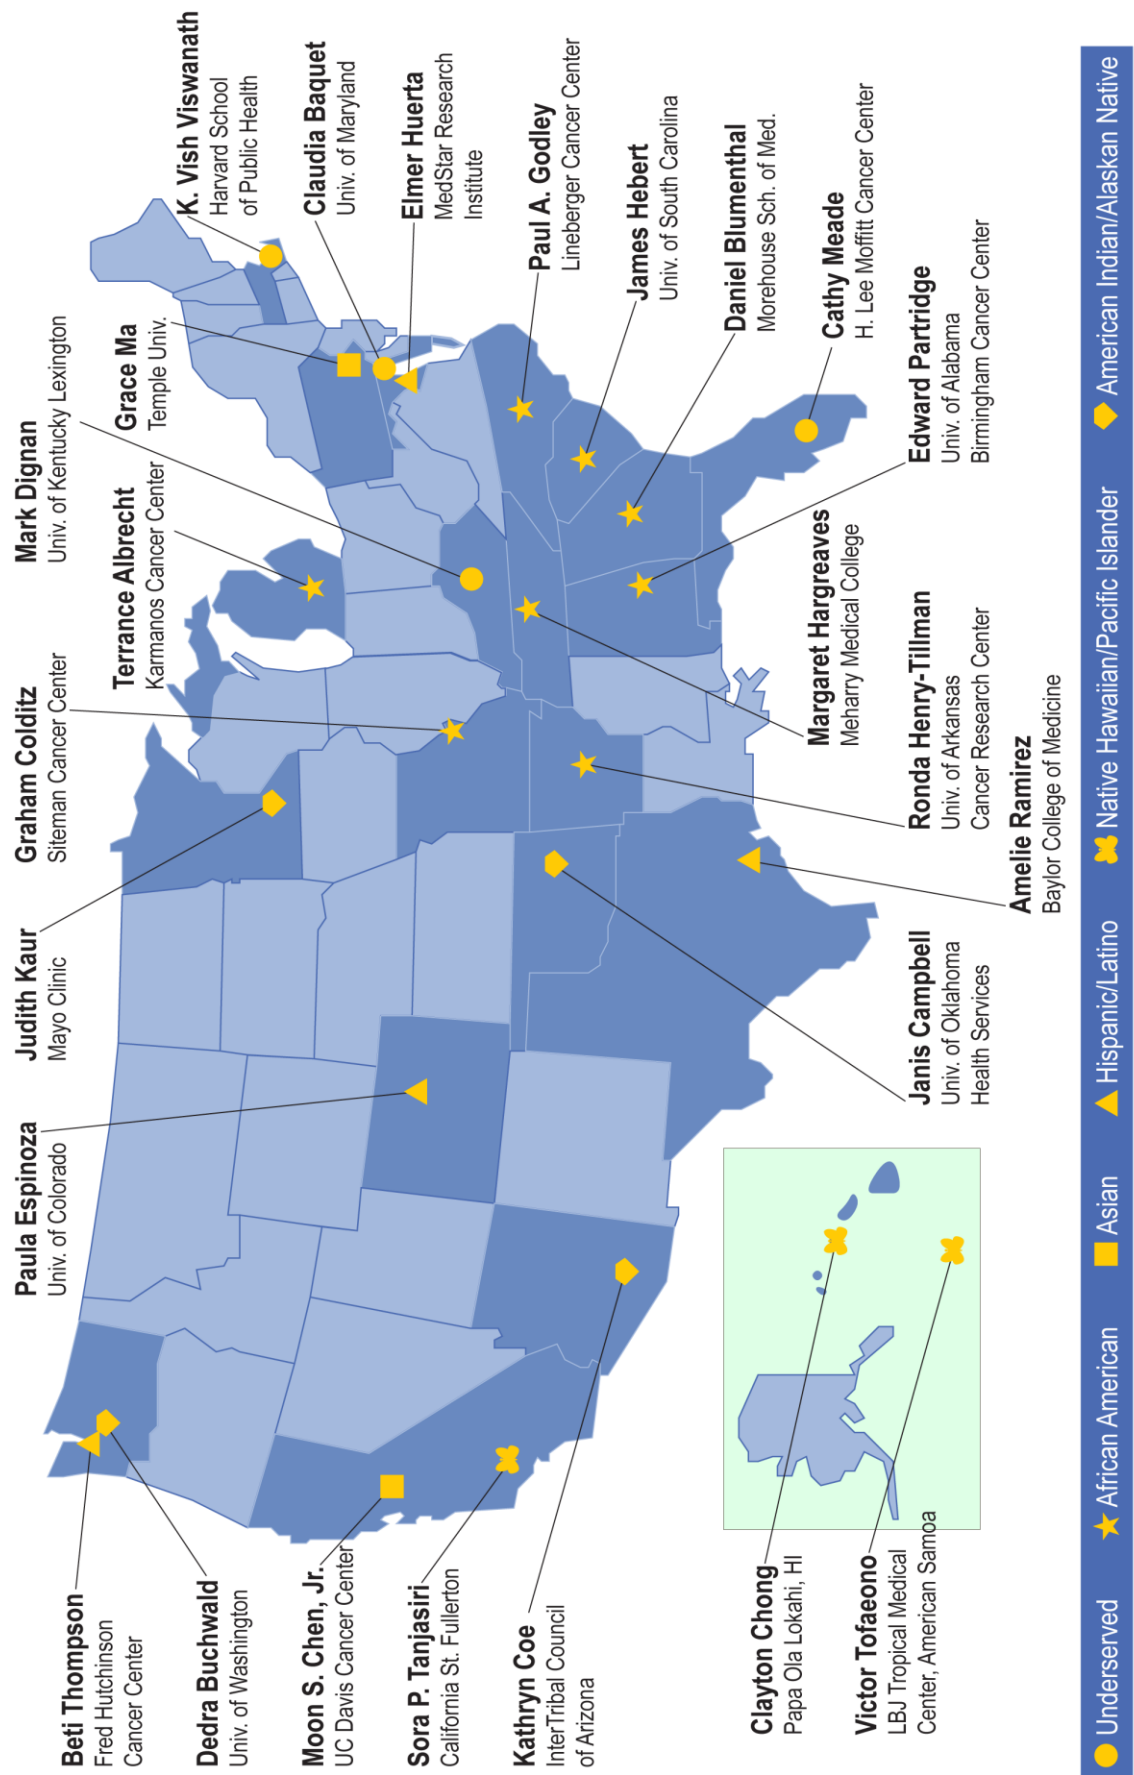 Beti Thompson
Fred Hutchinson
Cancer Center
Dedra Buchwald
Univ. of Washington
Moon S. Chen, Jr.
UC Davis Cancer Center
Sora P. Tanjasiri
California St. Fullerton
Kathryn Coe
InterTribal Council
of Arizona
Clayton Chong
Papa Ola Lokahi, HI
Victor Tofaeono
LBJ Tropical Medical
Center, American Samoa
Paula Espinoza
Univ. of Colorado
Judith Kaur
Mayo Clinic
Graham Colditz
Siteman Cancer Center
Terrance Albrecht
Karmanos Cancer Center
Mark Dignan
Univ. of Kentucky Lexington
Grace Ma
Temple Univ.
K. Vish Viswanath
Harvard School
of Public Health
Claudia Baquet
Univ. of Maryland
Elmer Huerta
MedStar Research
Institute
Paul A. Godley
Lineberger Cancer Center
James Hebert
Univ. of South Carolina
Daniel Blumenthal
Morehouse Sch. of Med.
Cathy Meade
H. Lee Moffitt Cancer Center
Edward Partridge
Univ. of Alabama
Birmingham Cancer Center
Margaret Hargreaves
Meharry Medical College
Ronda Henry-Tillman
Univ. of Arkansas
Cancer Research Center
Amelie Ramirez
Baylor College of Medicine
Janis Campbell
Univ. of Oklahoma
Health Services
Underserved
African American
Asian
Hispanic/Latino
Native Hawaiian/Pacific Islander
American Indian/Alaskan Native